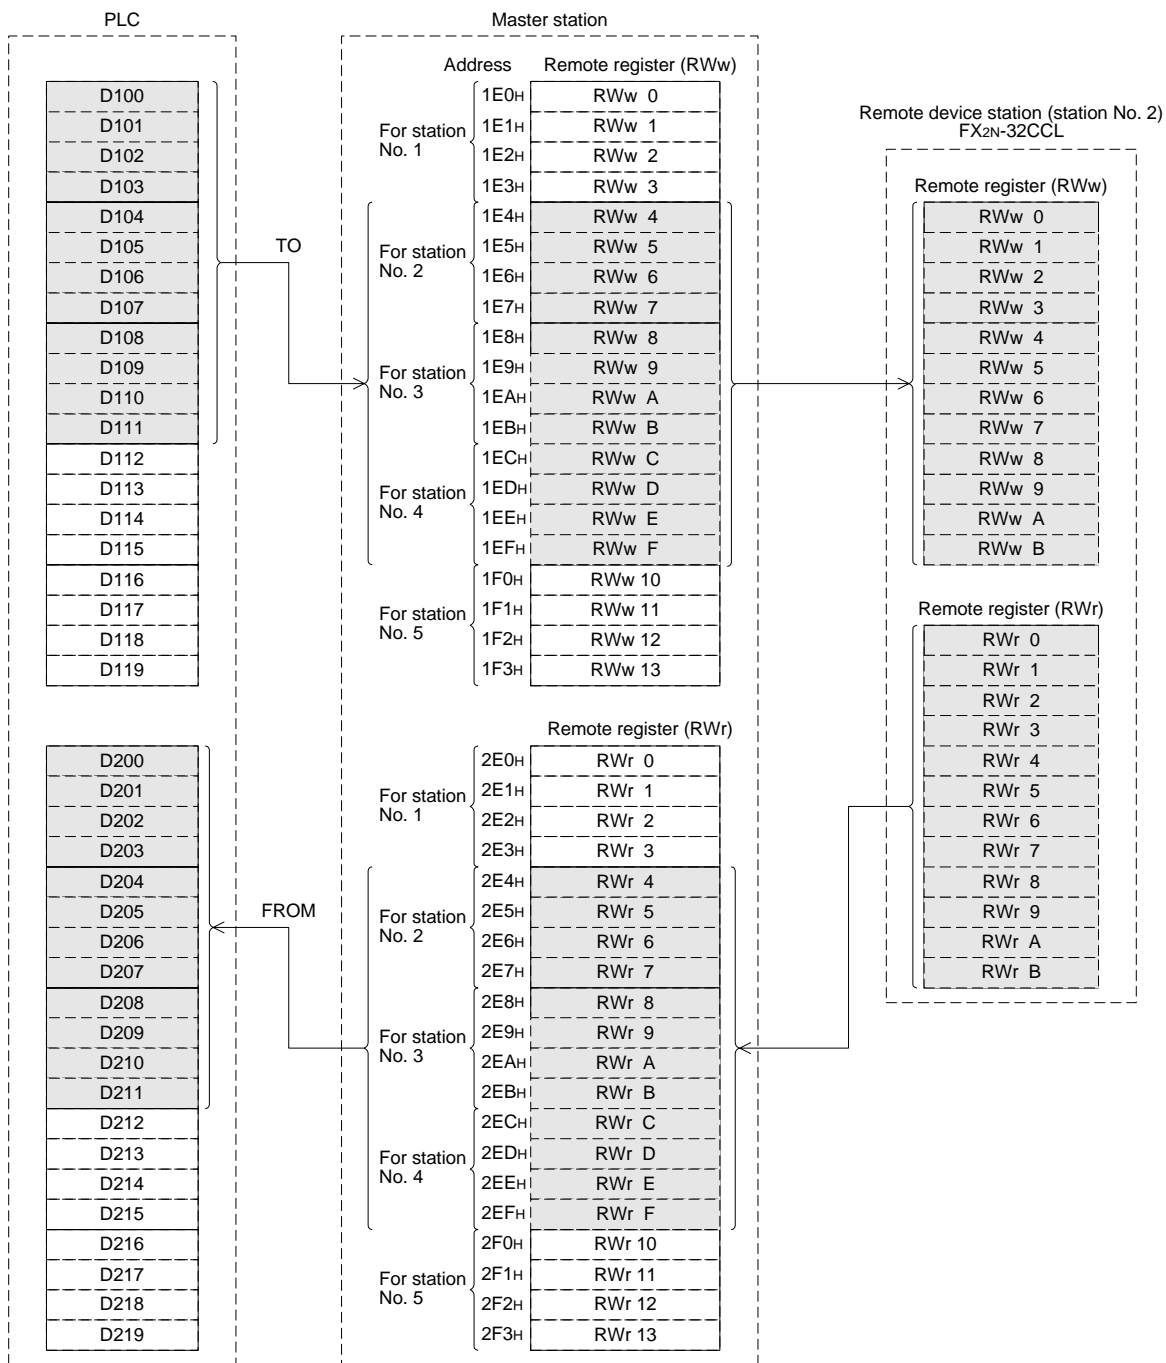 PLC
Master station
Address Remote register (RWw)
D100
D101
D102
D103
D104
D105
D106
D107
D108
D109
D110
D111
D112
D113
D114
D115
D116
D117
D118
D119
TO
For station
No. 1
For station
No. 2
For station
No. 3
For station
No. 4
For station
No. 5
1E0H RWw 0
1E1H RWw 1
1E2H RWw 2
1E3H RWw 3
1E4H RWw 4
1E5H RWw 5
1E6H RWw 6
1E7H RWw 7
1E8H RWw 8
1E9H RWw 9
1EAH RWw A
1EBH RWw B
1ECH RWw C
1EDH RWw D
1EEH RWw E
1EFH RWw F
1F0H RWw 10
1F1H RWw 11
1F2H RWw 12
1F3H RWw 13
Remote device station (station No. 2)
FX2N-32CCL
Remote register (RWw)
RWw 0
RWw 1
RWw 2
RWw 3
RWw 4
RWw 5
RWw 6
RWw 7
RWw 8
RWw 9
RWw A
RWw B
Remote register (RWr)
RWr 0
RWr 1
RWr 2
RWr 3
RWr 4
RWr 5
RWr 6
RWr 7
RWr 8
RWr 9
RWr A
RWr B
D200
D201
D202
D203
D204
D205
D206
D207
D208
D209
D210
D211
D212
D213
D214
D215
D216
D217
D218
D219
FROM
Remote register (RWr)
For station
No. 1
For station
No. 2
For station
No. 3
For station
No. 4
For station
No. 5
2E0H RWr 0
2E1H RWr 1
2E2H RWr 2
2E3H RWr 3
2E4H RWr 4
2E5H RWr 5
2E6H RWr 6
2E7H RWr 7
2E8H RWr 8
2E9H RWr 9
2EAH RWr A
2EBH RWr B
2ECH RWr C
2EDH RWr D
2EEH RWr E
2EFH RWr F
2F0H RWr 10
2F1H RWr 11
2F2H RWr 12
2F3H RWr 13